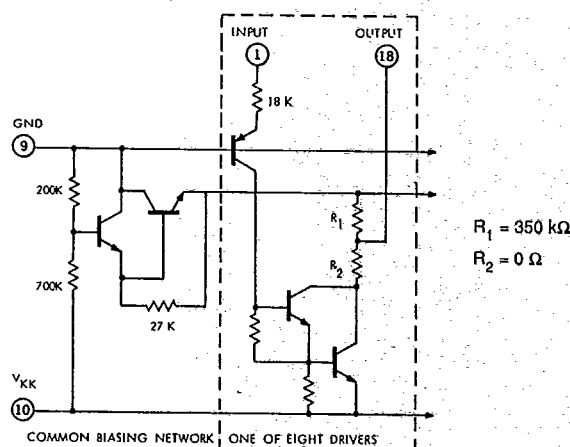 INPUT
OUTPUT
1
18
18 K
GND
9
200K
R1
R1 = 350 kΩ
R2
R2 = 0 Ω
700K
27 K
VKK
10
COMMON BIASING NETWORK
ONE OF EIGHT DRIVERS